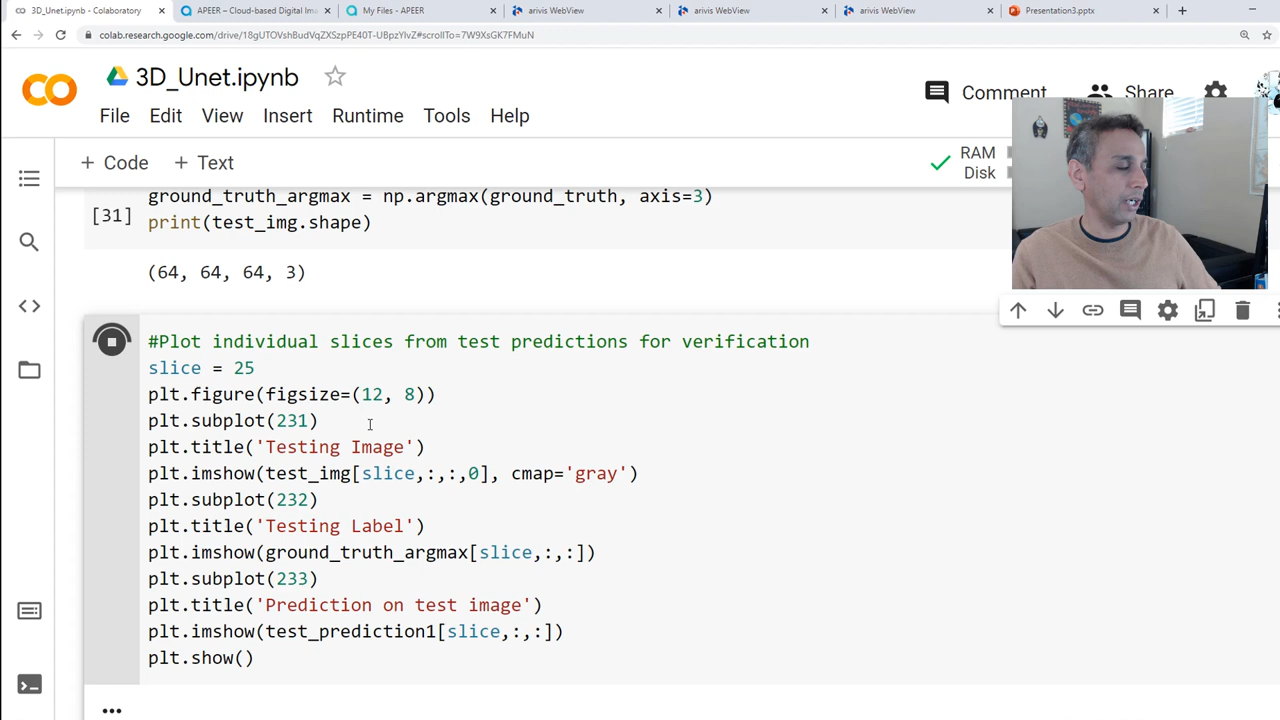 3D_Unet.ipynb - Colaboratory
APEER – Cloud-based Digital Ima
My Files - APEER
arivis WebView
arivis WebView
arivis WebView
Presentation3.pptx
colab.research.google.com/drive/18gUTOVshBudVqZXSzpPE40T-UBpzYlvZ#scrollTo=7W9XsGK7FMuN
3D_Unet.ipynb
Comment
Share
File Edit View Insert Runtime Tools Help
+ Code + Text
RAM
Disk
ground_truth_argmax = np.argmax(ground_truth, axis=3)
[31]
print(test_img.shape)
(64, 64, 64, 3)
#Plot individual slices from test predictions for verification
slice = 25
plt.figure(figsize=(12, 8))
plt.subplot(231)
plt.title('Testing Image')
plt.imshow(test_img[slice,:,:,0], cmap='gray')
plt.subplot(232)
plt.title('Testing Label')
plt.imshow(ground_truth_argmax[slice,:,:])
plt.subplot(233)
plt.title('Prediction on test image')
plt.imshow(test_prediction1[slice,:,:])
plt.show()
...